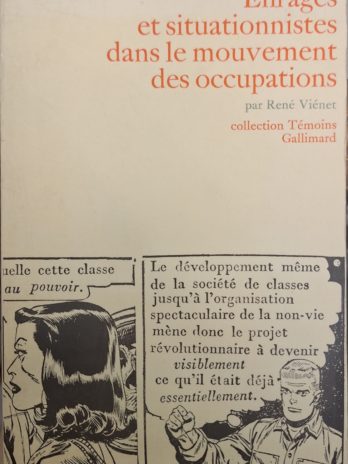 Enragés
et situationnistes
dans le mouvement
des occupations
par René Viénet
collection Témoins
Gallimard
uelle cette classe
au pouvoir.
Le développement même
de la société de classes
jusqu'à l'organisation
spectaculaire de la non-vie
mène donc le projet
révolutionnaire à devenir
visiblement
ce qu'il était déjà
essentiellement.